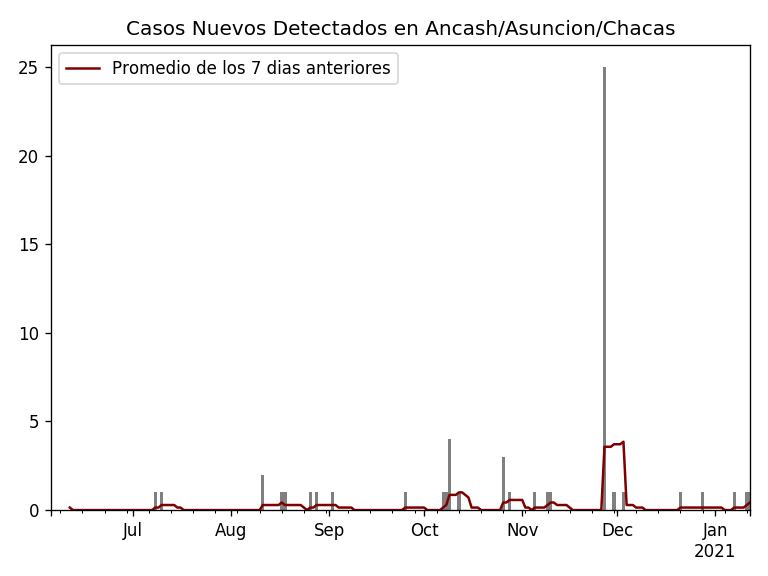 Casos Nuevos Detectados en Ancash/Asuncion/Chacas
Promedio de los 7 dias anteriores
25
20
15
10
5
0
Jul Aug Sep Oct Nov Dec Jan
2021